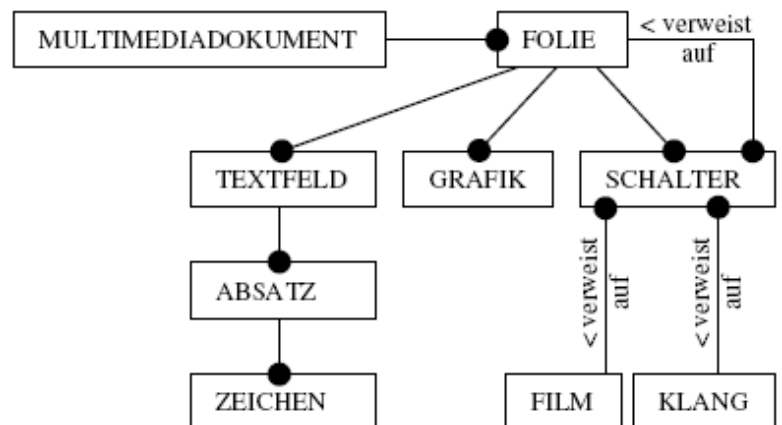 MULTIMEDIADOKUMENT
FOLIE
< verweist
auf
TEXTFELD
GRAFIK
SCHALTER
ABSATZ
< verweist
auf
< verweist
auf
ZEICHEN
FILM
KLANG